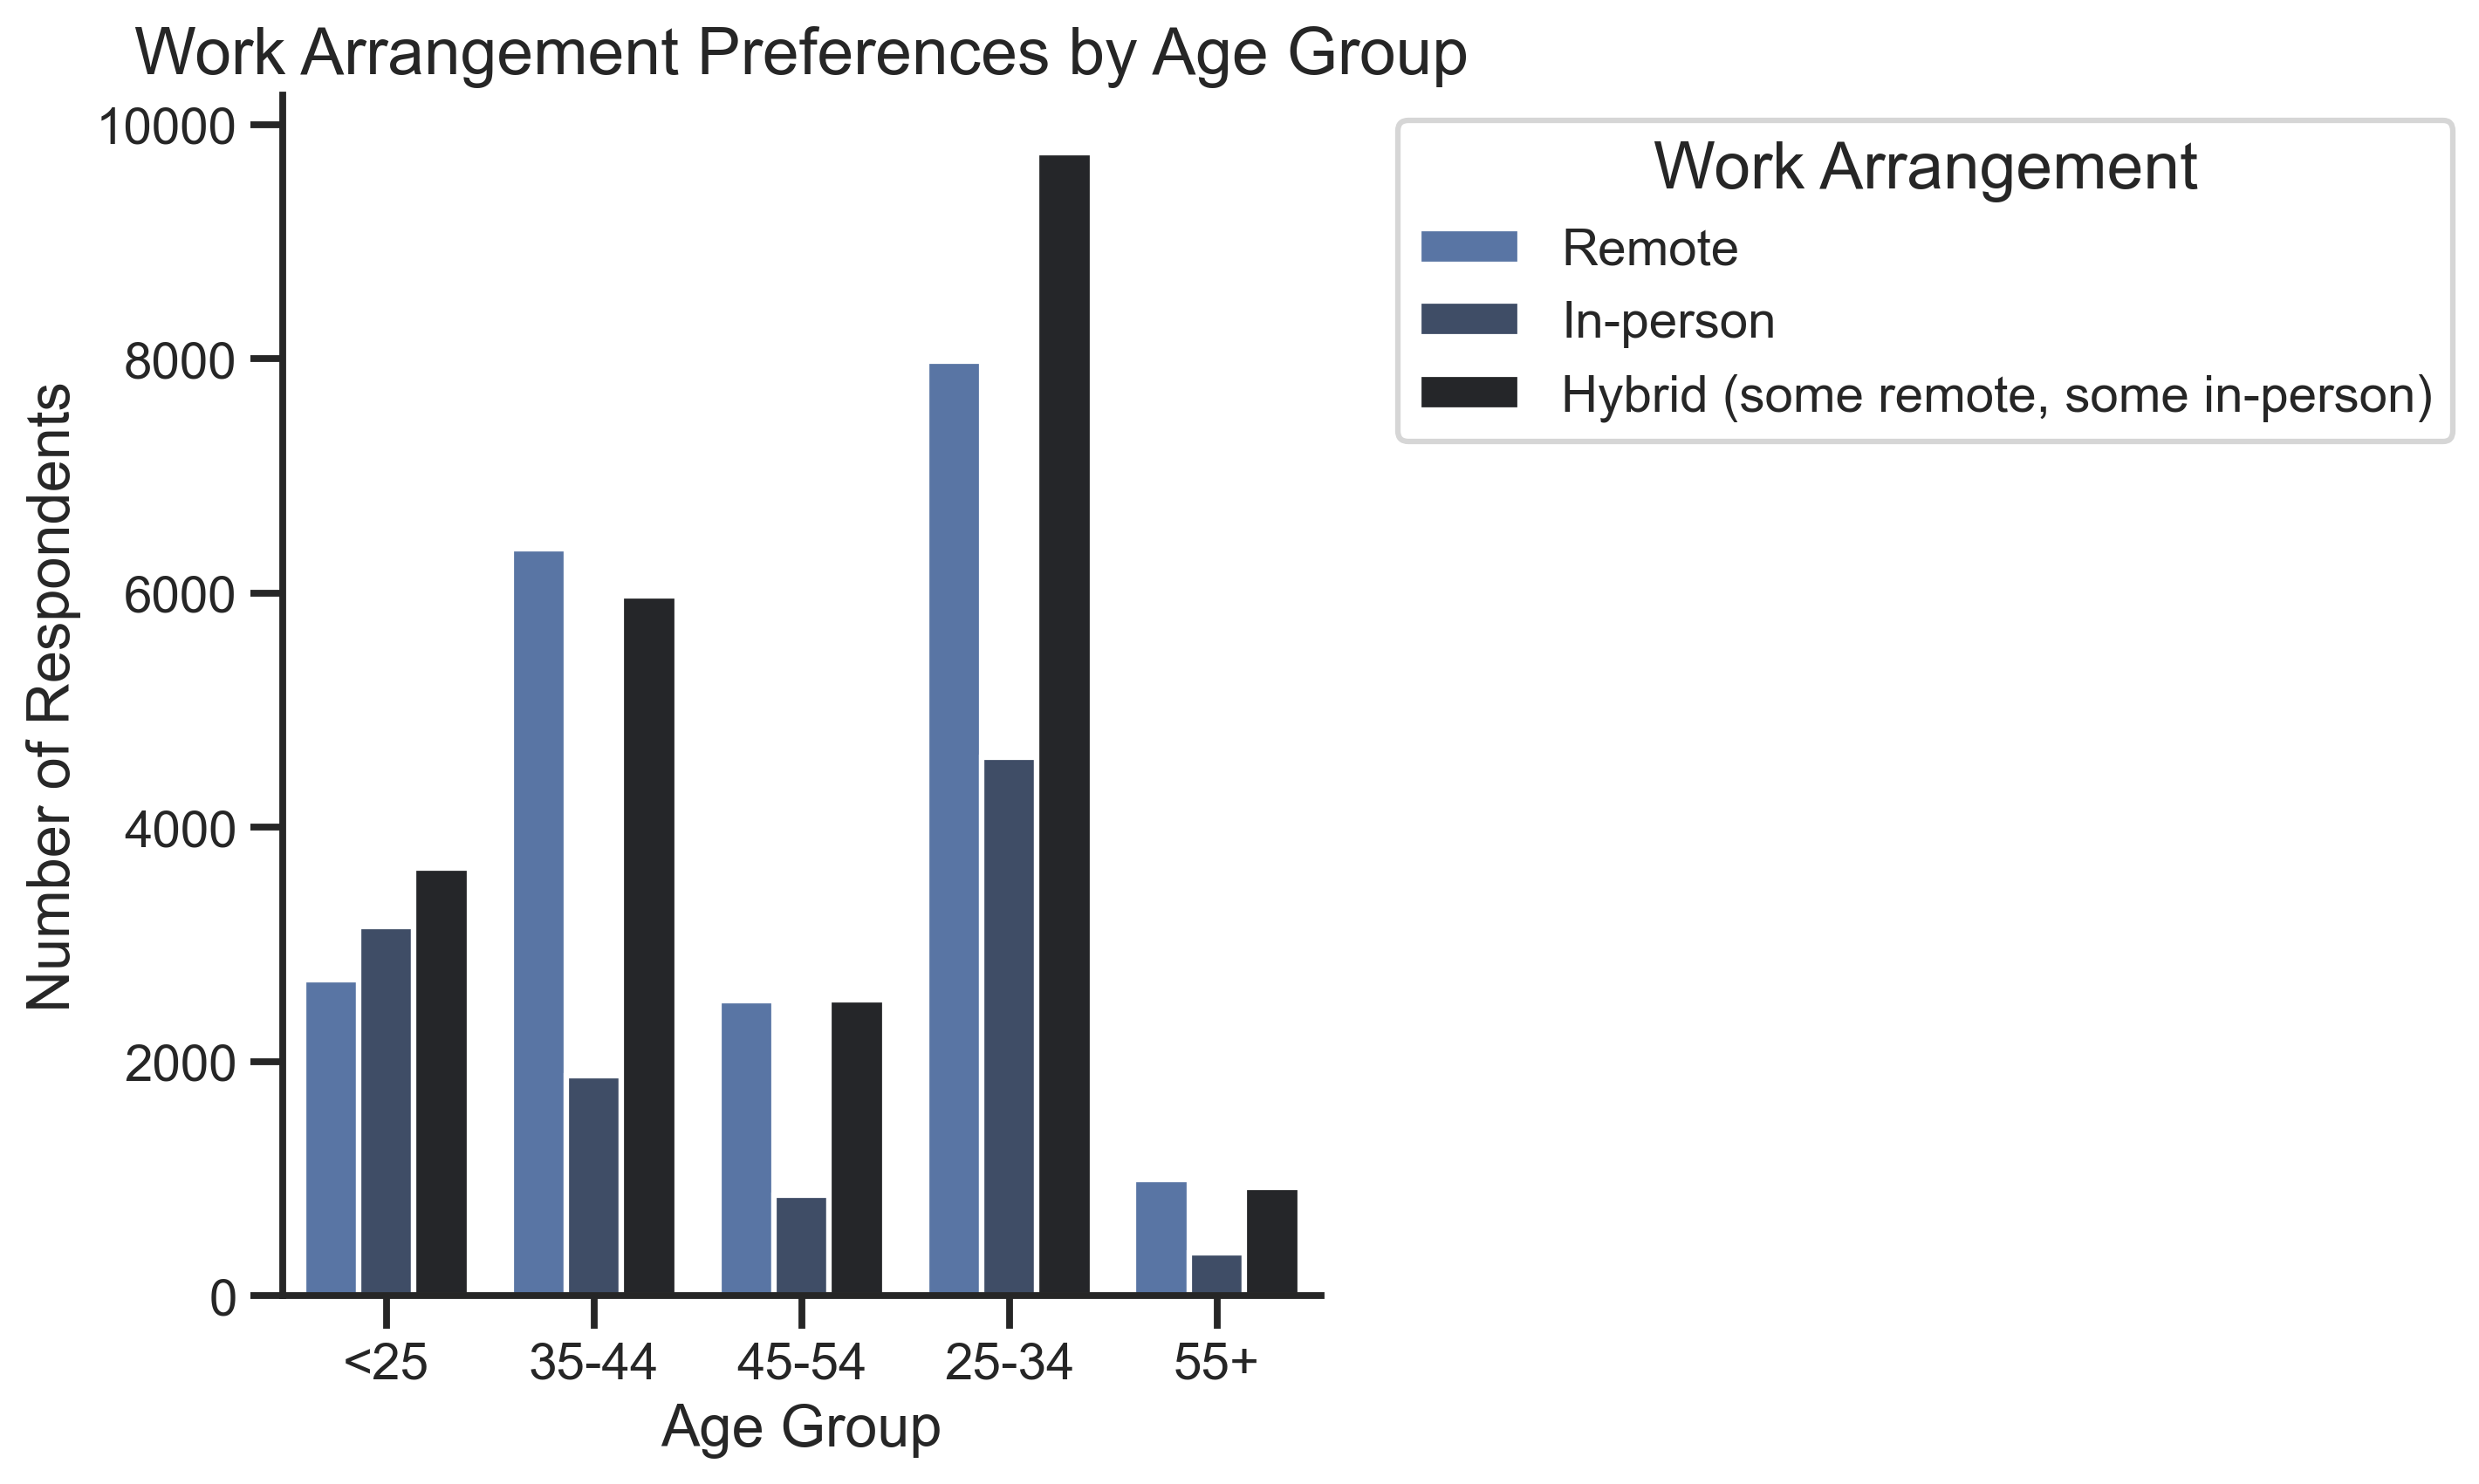 Work Arrangement Preferences by Age Group
10000
8000
6000
4000
2000
0
Number of Respondents
<25
35-44
45-54
25-34
55+
Age Group
Work Arrangement
Remote
In-person
Hybrid (some remote, some in-person)